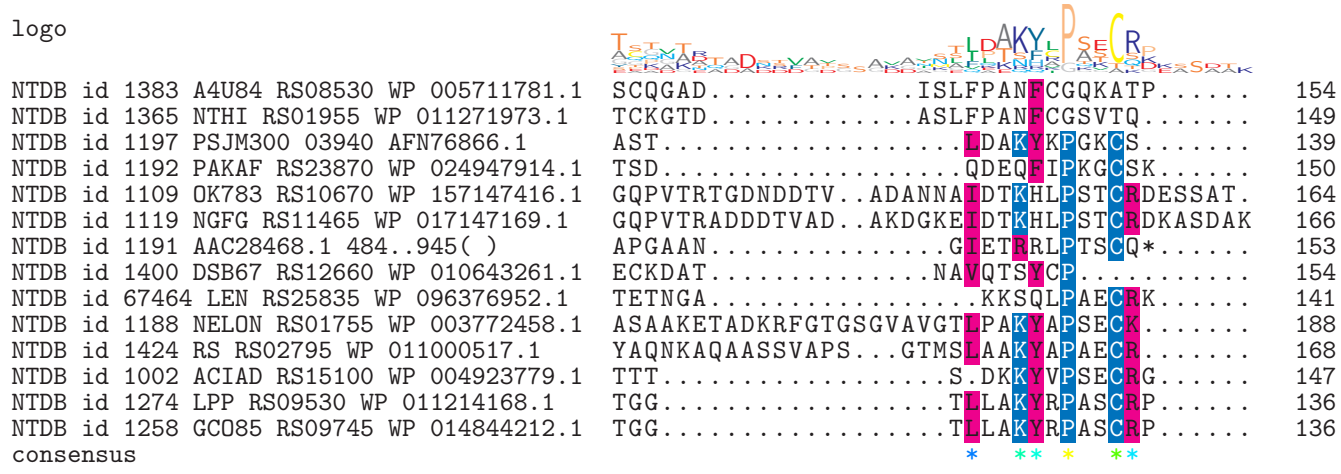 logo
NTDB id 1383 A4U84 RS08530 WP 005711781.1 SCQGAD.............ISLFPANFCGQKATP...... 154
NTDB id 1365 NTHI RS01955 WP 011271973.1 TCKGTD.............ASLFPANFCGSVTQ....... 149
NTDB id 1197 PSJM300 03940 AFN76866.1 AST...................LDAKYKPGKCS....... 139
NTDB id 1192 PAKAF RS23870 WP 024947914.1 TSD...................QDEQFIPKGCSK...... 150
NTDB id 1109 OK783 RS10670 WP 157147416.1 GQPVTRTGDNDDTV..ADANNAIDTKHLPSTCRDESSAT. 164
NTDB id 1119 NGFG RS11465 WP 017147169.1 GQPVTRADDDTVAD..AKDGKEIDTKHLPSTCRDKASDAK 166
NTDB id 1191 AAC28468.1 484..945( ) APGAAN...............GIETRRLPTSCQ*...... 153
NTDB id 1400 DSB67 RS12660 WP 010643261.1 ECKDAT..............NAVQTSYCP........... 154
NTDB id 67464 LEN RS25835 WP 096376952.1 TETNGA.................KKSQLPAECRK...... 141
NTDB id 1188 NELON RS01755 WP 003772458.1 ASAAKETADKRFGTGSGVAVGTLPAKYAPSECK....... 188
NTDB id 1424 RS RS02795 WP 011000517.1 YAQNKAQAASSVAPS...GTMSLAAKYAPAECR....... 168
NTDB id 1002 ACIAD RS15100 WP 004923779.1 TTT..................S.DKKYVPSECRG...... 147
NTDB id 1274 LPP RS09530 WP 011214168.1 TGG..................TLLAKYRPASCRP...... 136
NTDB id 1258 GCO85 RS09745 WP 014844212.1 TGG..................TLLAKYRPASCRP...... 136
consensus * ** * **